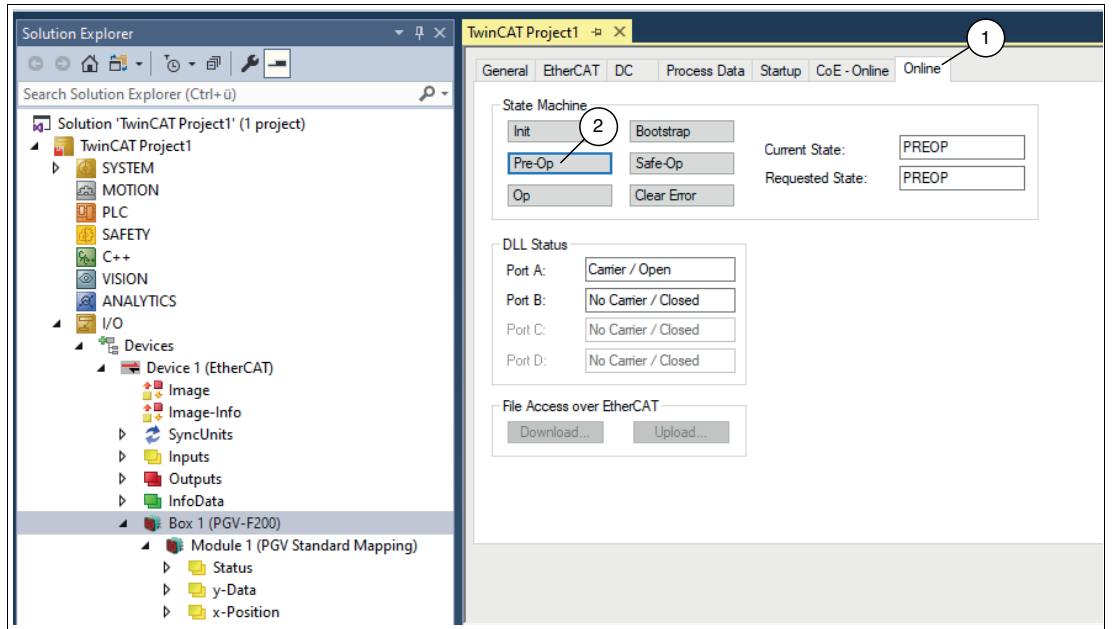 Solution Explorer
Search Solution Explorer (Ctrl+ü)
Solution 'TwinCAT Project1' (1 project)
TwinCAT Project1
SYSTEM
MOTION
PLC
SAFETY
C++
VISION
ANALYTICS
I/O
Devices
Device 1 (EtherCAT)
Image
Image-Info
SyncUnits
Inputs
Outputs
InfoData
Box 1 (PGV-F200)
Module 1 (PGV Standard Mapping)
Status
y-Data
x-Position
TwinCAT Project1
1
General EtherCAT DC Process Data Startup CoE - Online Online
State Machine
2
Init Bootstrap
Pre-Op Safe-Op
Op Clear Error
Current State: PREOP
Requested State: PREOP
DLL Status
Port A: Carrier / Open
Port B: No Carrier / Closed
Port C: No Carrier / Closed
Port D: No Carrier / Closed
File Access over EtherCAT
Download... Upload...